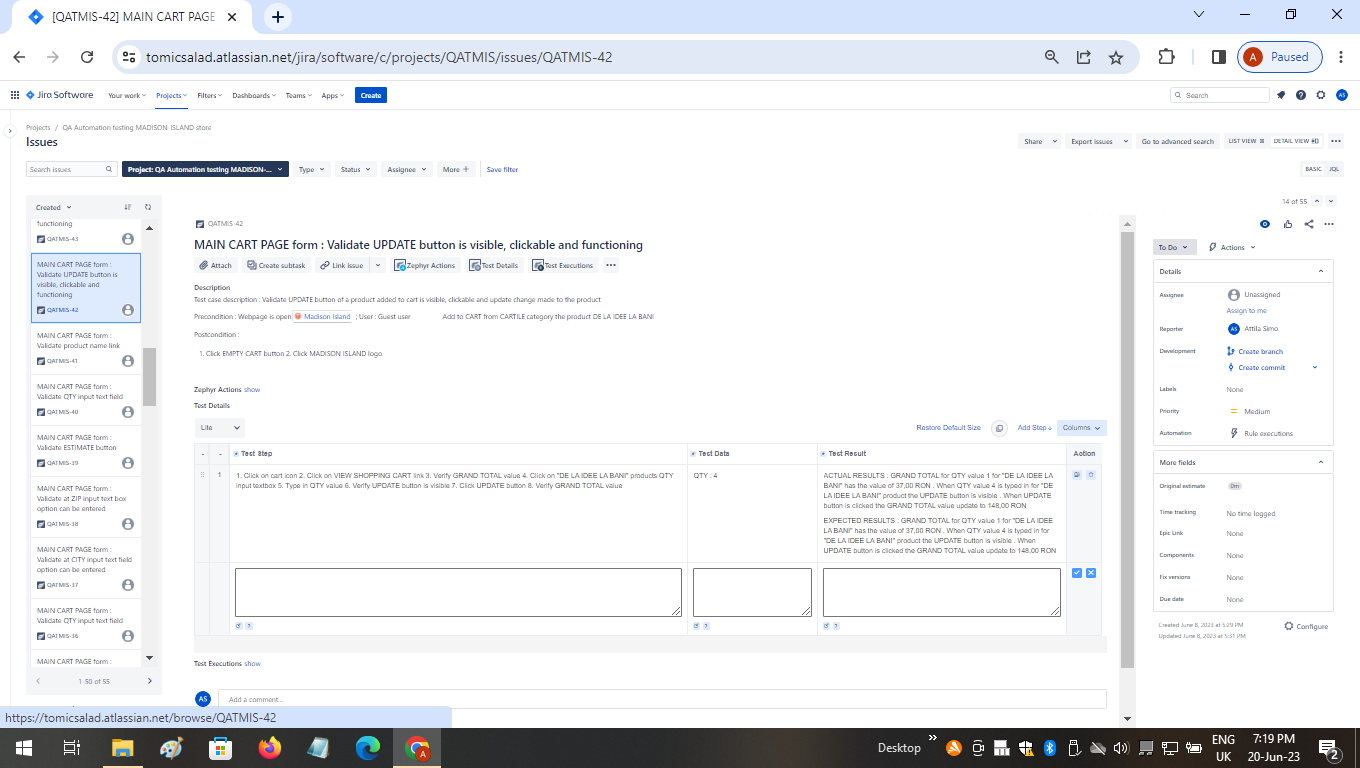 [QATMIS-42] MAIN CART PAGE
tomicsalad.atlassian.net/jira/software/c/projects/QATMIS/issues/QATMIS-42
A Paused
Jira Software Your work Projects Filters Dashboards Teams Apps Create Search AS
Projects / QA Automation testing MADISON ISLAND store
Issues
Share Export issues Go to advanced search LIST VIEW DETAIL VIEW
Search issues Project: QA Automation testing MADISON-... Type Status Assignee More + Save filter BASIC JQL
Created
14 of 55
functioning
QATMIS-43
MAIN CART PAGE form :
Validate UPDATE button is
visible, clickable and
functioning
QATMIS-42
MAIN CART PAGE form :
Validate product name link
QATMIS-41
MAIN CART PAGE form :
Validate QTY input text field
QATMIS-40
MAIN CART PAGE form :
Validate ESTIMATE button
QATMIS-39
MAIN CART PAGE form :
Validate at ZIP input text box
option can be entered
QATMIS-38
MAIN CART PAGE form :
Validate at CITY input text field
option can be entered
QATMIS-37
MAIN CART PAGE form :
Validate QTY input text field
QATMIS-36
MAIN CART PAGE form :
1-50 of 55
QATMIS-42
MAIN CART PAGE form : Validate UPDATE button is visible, clickable and functioning
Attach Create subtask Link issue Zephyr Actions Test Details Test Executions
Description
Test case description : Validate UPDATE button of a product added to cart is visible, clickable and update change made to the product
Precondition : Webpage is open Madison Island ; User : Guest user Add to CART from CARTILE category the product DE LA IDEE LA BANI
Postcondition :
1. Click EMPTY CART button 2. Click MADISON ISLAND logo
Zephyr Actions show
Test Details
Lite Restore Default Size Add Step Columns
- - Test Step Test Data Test Result Action
1 1. Click on cart icon 2. Click on VIEW SHOPPING CART link 3. Verify GRAND TOTAL value 4. Click on "DE LA IDEE LA BANI" products QTY
input textbox 5. Type in QTY value 6. Verify UPDATE button is visible 7. Click UPDATE button 8. Verify GRAND TOTAL value
QTY : 4
ACTUAL RESULTS : GRAND TOTAL for QTY value 1 for "DE LA IDEE
LA BANI" has the value of 37,00 RON . When QTY value 4 is typed in for "DE
LA IDEE LA BANI" product the UPDATE button is visible . When UPDATE
button is clicked the GRAND TOTAL value update to 148,00 RON
EXPECTED RESULTS : GRAND TOTAL for QTY value 1 for "DE LA IDEE
LA BANI" has the value of 37,00 RON . When QTY value 4 is typed in for
"DE LA IDEE LA BANI" product the UPDATE button is visible . When
UPDATE button is clicked the GRAND TOTAL value update to 148,00 RON
Test Executions show
AS Add a comment...
To Do Actions
Details
Assignee Unassigned
Assign to me
Reporter AS Attila Simo
Development Create branch
Create commit
Labels None
Priority Medium
Automation Rule executions
More fields
Original estimate 0m
Time tracking No time logged
Epic Link None
Components None
Fix versions None
Due date None
Created June 8, 2023 at 5:29 PM
Updated June 8, 2023 at 5:31 PM
Configure
https://tomicsalad.atlassian.net/browse/QATMIS-42
Desktop
ENG
UK
7:19 PM
20-Jun-23
2